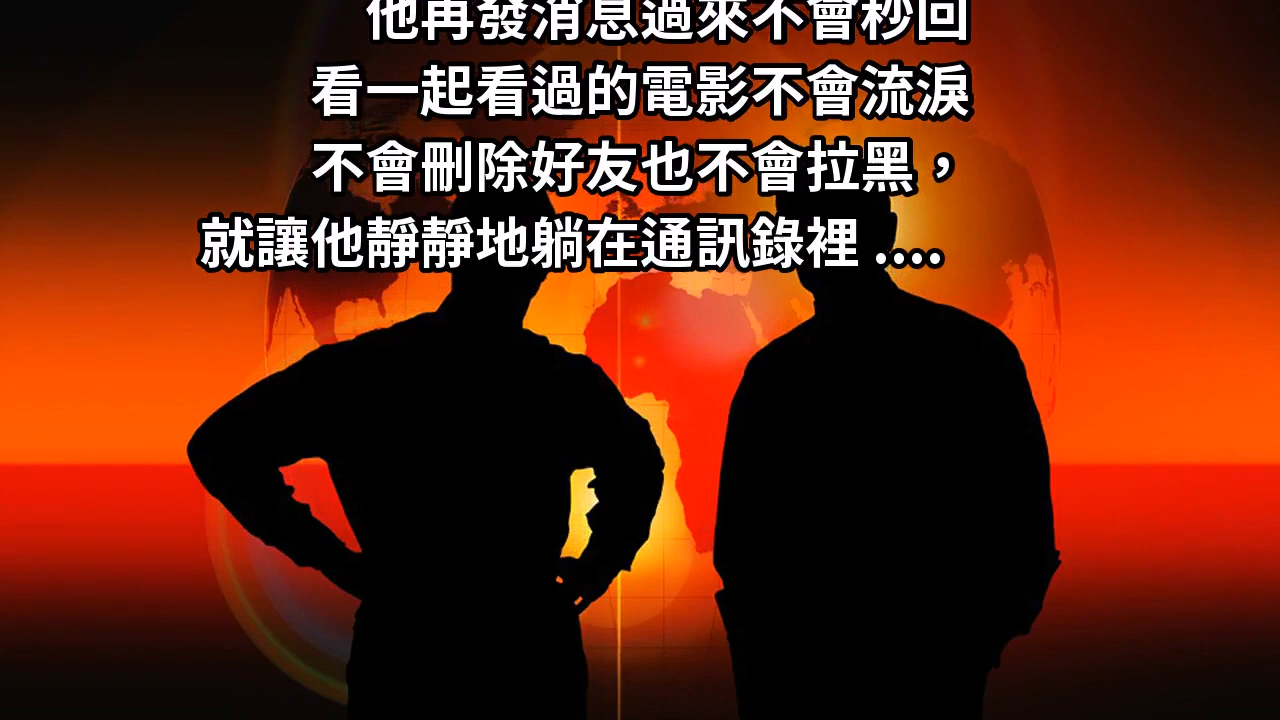 他再發消息過來不會秒回
看一起看過的電影不會流淚
不會刪除好友也不會拉黑，
就讓他靜靜地躺在通訊錄裡 ....